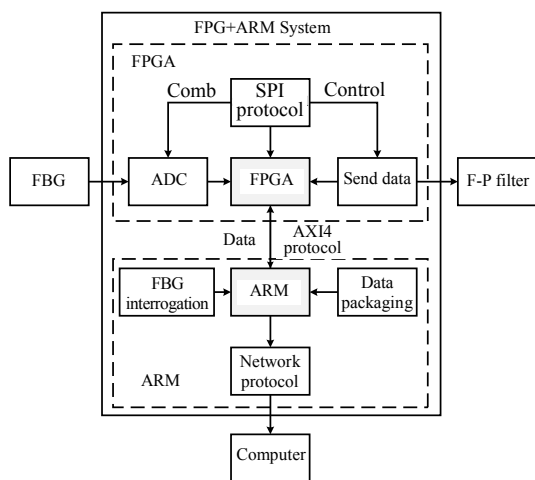 FPG+ARM System
FPGA
Comb
SPI
protocol
Control
FBG
ADC
FPGA
Send data
F-P filter
Data
AXI4
protocol
FBG
interrogation
ARM
Data
packaging
Network
protocol
ARM
Computer